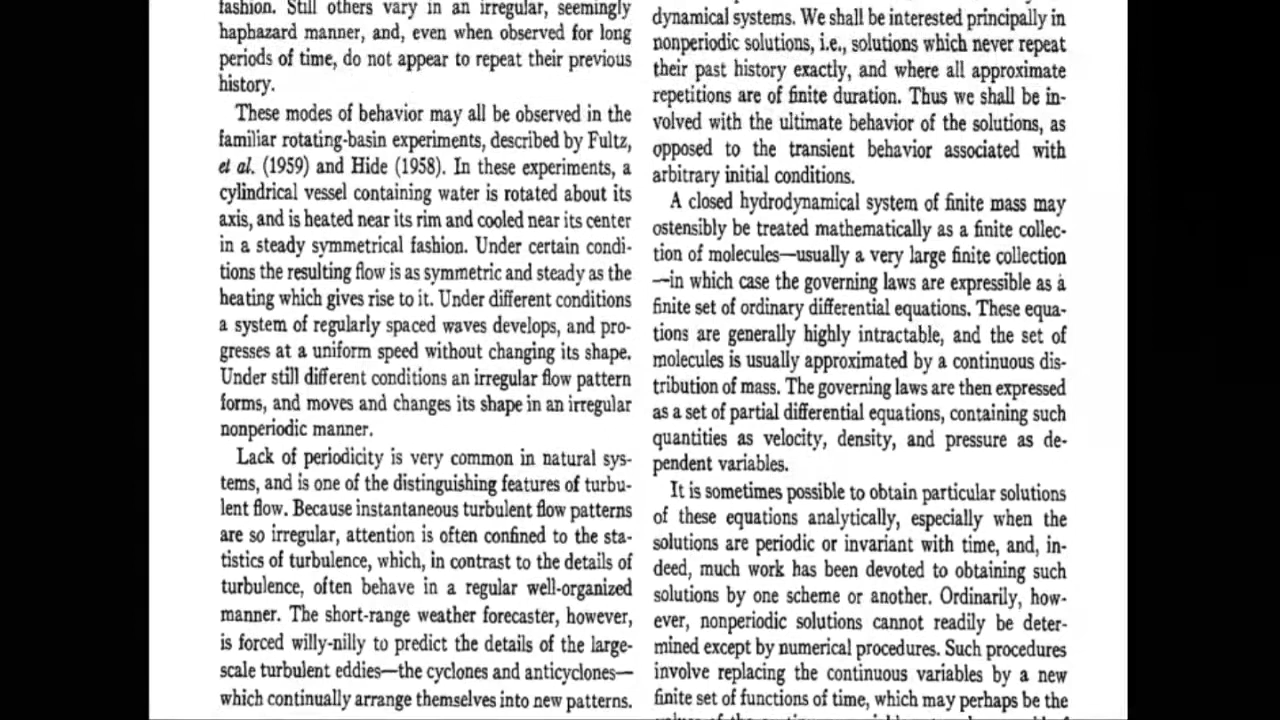 fashion. Still others vary in an irregular, seemingly
haphazard manner, and, even when observed for long
periods of time, do not appear to repeat their previous
history.
These modes of behavior may all be observed in the
familiar rotating-basin experiments, described by Fultz,
et al. (1959) and Hide (1958). In these experiments, a
cylindrical vessel containing water is rotated about its
axis, and is heated near its rim and cooled near its center
in a steady symmetrical fashion. Under certain condi-
tions the resulting flow is as symmetric and steady as the
heating which gives rise to it. Under different conditions
a system of regularly spaced waves develops, and pro-
gresses at a uniform speed without changing its shape.
Under still different conditions an irregular flow pattern
forms, and moves and changes its shape in an irregular
nonperiodic manner.
Lack of periodicity is very common in natural sys-
tems, and is one of the distinguishing features of turbu-
lent flow. Because instantaneous turbulent flow patterns
are so irregular, attention is often confined to the sta-
tistics of turbulence, which, in contrast to the details of
turbulence, often behave in a regular well-organized
manner. The short-range weather forecaster, however,
is forced willy-nilly to predict the details of the large-
scale turbulent eddies—the cyclones and anticyclones—
which continually arrange themselves into new patterns.
dynamical systems. We shall be interested principally in
nonperiodic solutions, i.e., solutions which never repeat
their past history exactly, and where all approximate
repetitions are of finite duration. Thus we shall be in-
volved with the ultimate behavior of the solutions, as
opposed to the transient behavior associated with
arbitrary initial conditions.
A closed hydrodynamical system of finite mass may
ostensibly be treated mathematically as a finite collec-
tion of molecules—usually a very large finite collection
—in which case the governing laws are expressible as a
finite set of ordinary differential equations. These equa-
tions are generally highly intractable, and the set of
molecules is usually approximated by a continuous dis-
tribution of mass. The governing laws are then expressed
as a set of partial differential equations, containing such
quantities as velocity, density, and pressure as de-
pendent variables.
It is sometimes possible to obtain particular solutions
of these equations analytically, especially when the
solutions are periodic or invariant with time, and, in-
deed, much work has been devoted to obtaining such
solutions by one scheme or another. Ordinarily, how-
ever, nonperiodic solutions cannot readily be deter-
mined except by numerical procedures. Such procedures
involve replacing the continuous variables by a new
finite set of functions of time, which may perhaps be the